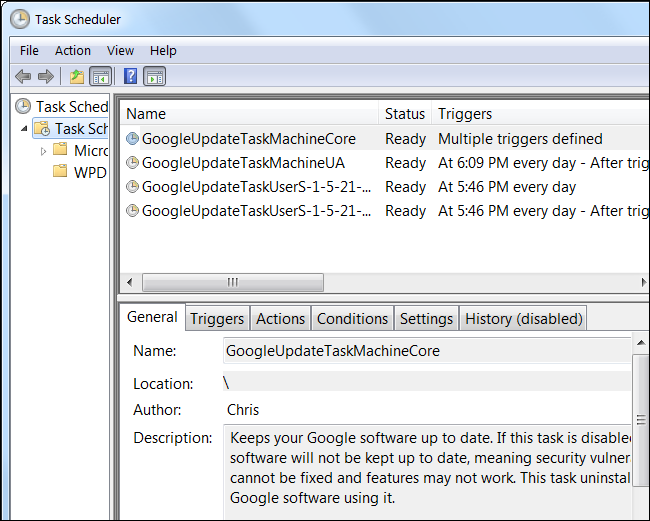 Task Scheduler
File Action View Help
Task Sched
Task Sch
Micro
WPD
Name Status Triggers
GoogleUpdateTaskMachineCore Ready Multiple triggers defined
GoogleUpdateTaskMachineUA Ready At 6:09 PM every day - After trig
GoogleUpdateTaskUserS-1-5-21-... Ready At 5:46 PM every day
GoogleUpdateTaskUserS-1-5-21-... Ready At 5:46 PM every day - After trig
General Triggers Actions Conditions Settings History (disabled)
Name: GoogleUpdateTaskMachineCore
Location: \
Author: Chris
Description: Keeps your Google software up to date. If this task is disable
software will not be kept up to date, meaning security vulnera
cannot be fixed and features may not work. This task uninstal
Google software using it.